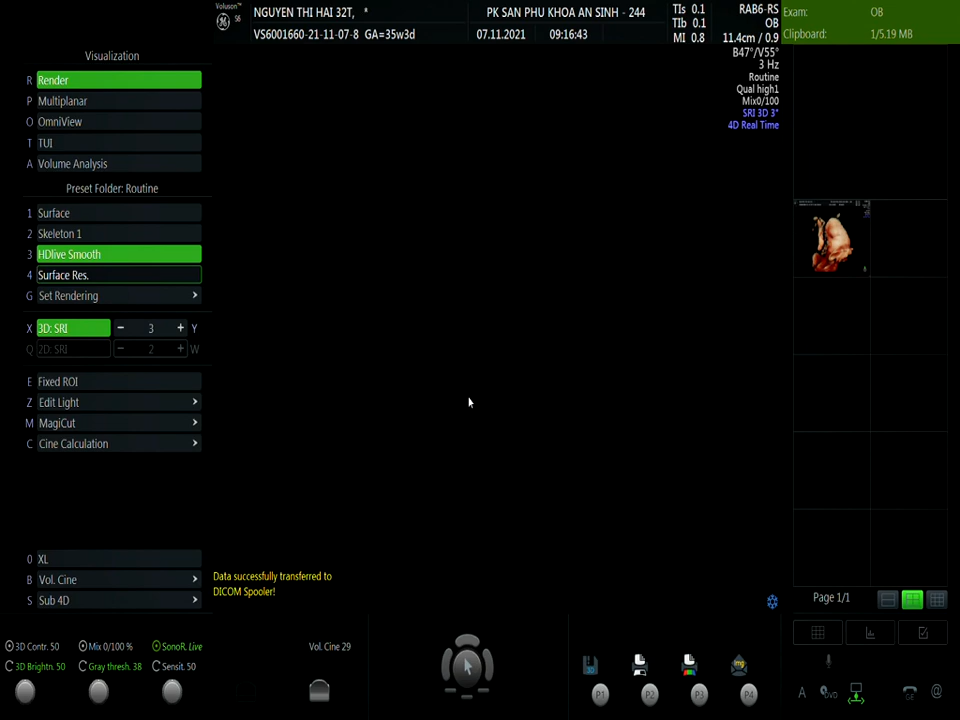 Voluson™
S6
NGUYEN THI HAI 32T, *
PK SAN PHU KHOA AN SINH - 244
TIs 0.1
RAB6-RS
TIb 0.1
OB
VS6001660-21-11-07-8 GA=35w3d
07.11.2021
09:16:43
MI 0.8
11.4cm / 0.9
B47°/V55°
3 Hz
Routine
Qual high1
Mix0/100
SRI 3D 3°
4D Real Time
Exam: OB
Clipboard: 1/5.19 MB
Visualization
R Render
P Multiplanar
O OmniView
T TUI
A Volume Analysis
Preset Folder: Routine
1 Surface
2 Skeleton 1
3 HDlive Smooth
4 Surface Res.
G Set Rendering >
X 3D: SRI − 3 + Y
Q 2D: SRI − 2 + W
E Fixed ROI
Z Edit Light >
M MagiCut >
C Cine Calculation >
0 XL
B Vol. Cine >
S Sub 4D >
Data successfully transferred to
DICOM Spooler!
Page 1/1
3D Contr. 50
Mix 0/100 %
SonoR. Live
3D Brightn. 50
Gray thresh. 38
Sensit. 50
Vol. Cine 29
3D
img
P1
P2
P3
P4
A
DVD
@